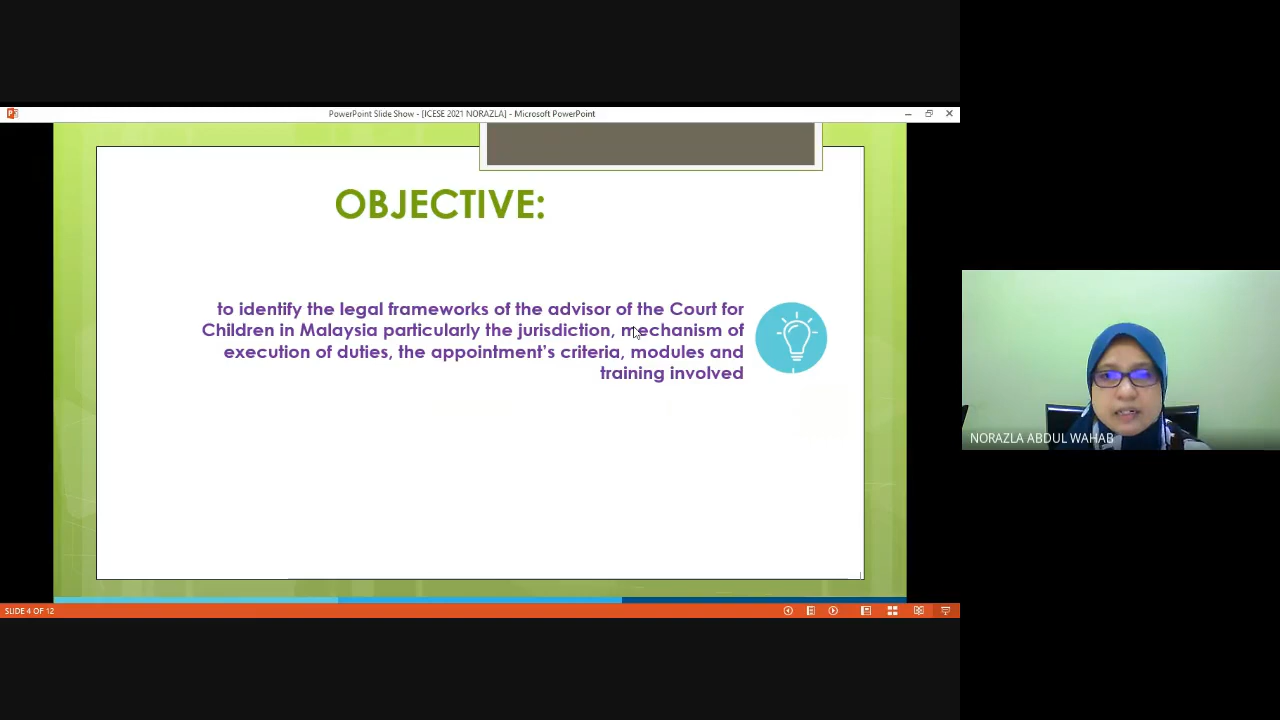 PowerPoint Slide Show - [ICESE 2021 NORAZLA] - Microsoft PowerPoint
OBJECTIVE:
to identify the legal frameworks of the advisor of the Court for
Children in Malaysia particularly the jurisdiction, mechanism of
execution of duties, the appointment's criteria, modules and
training involved
NORAZLA ABDUL WAHAB
SLIDE 4 OF 12